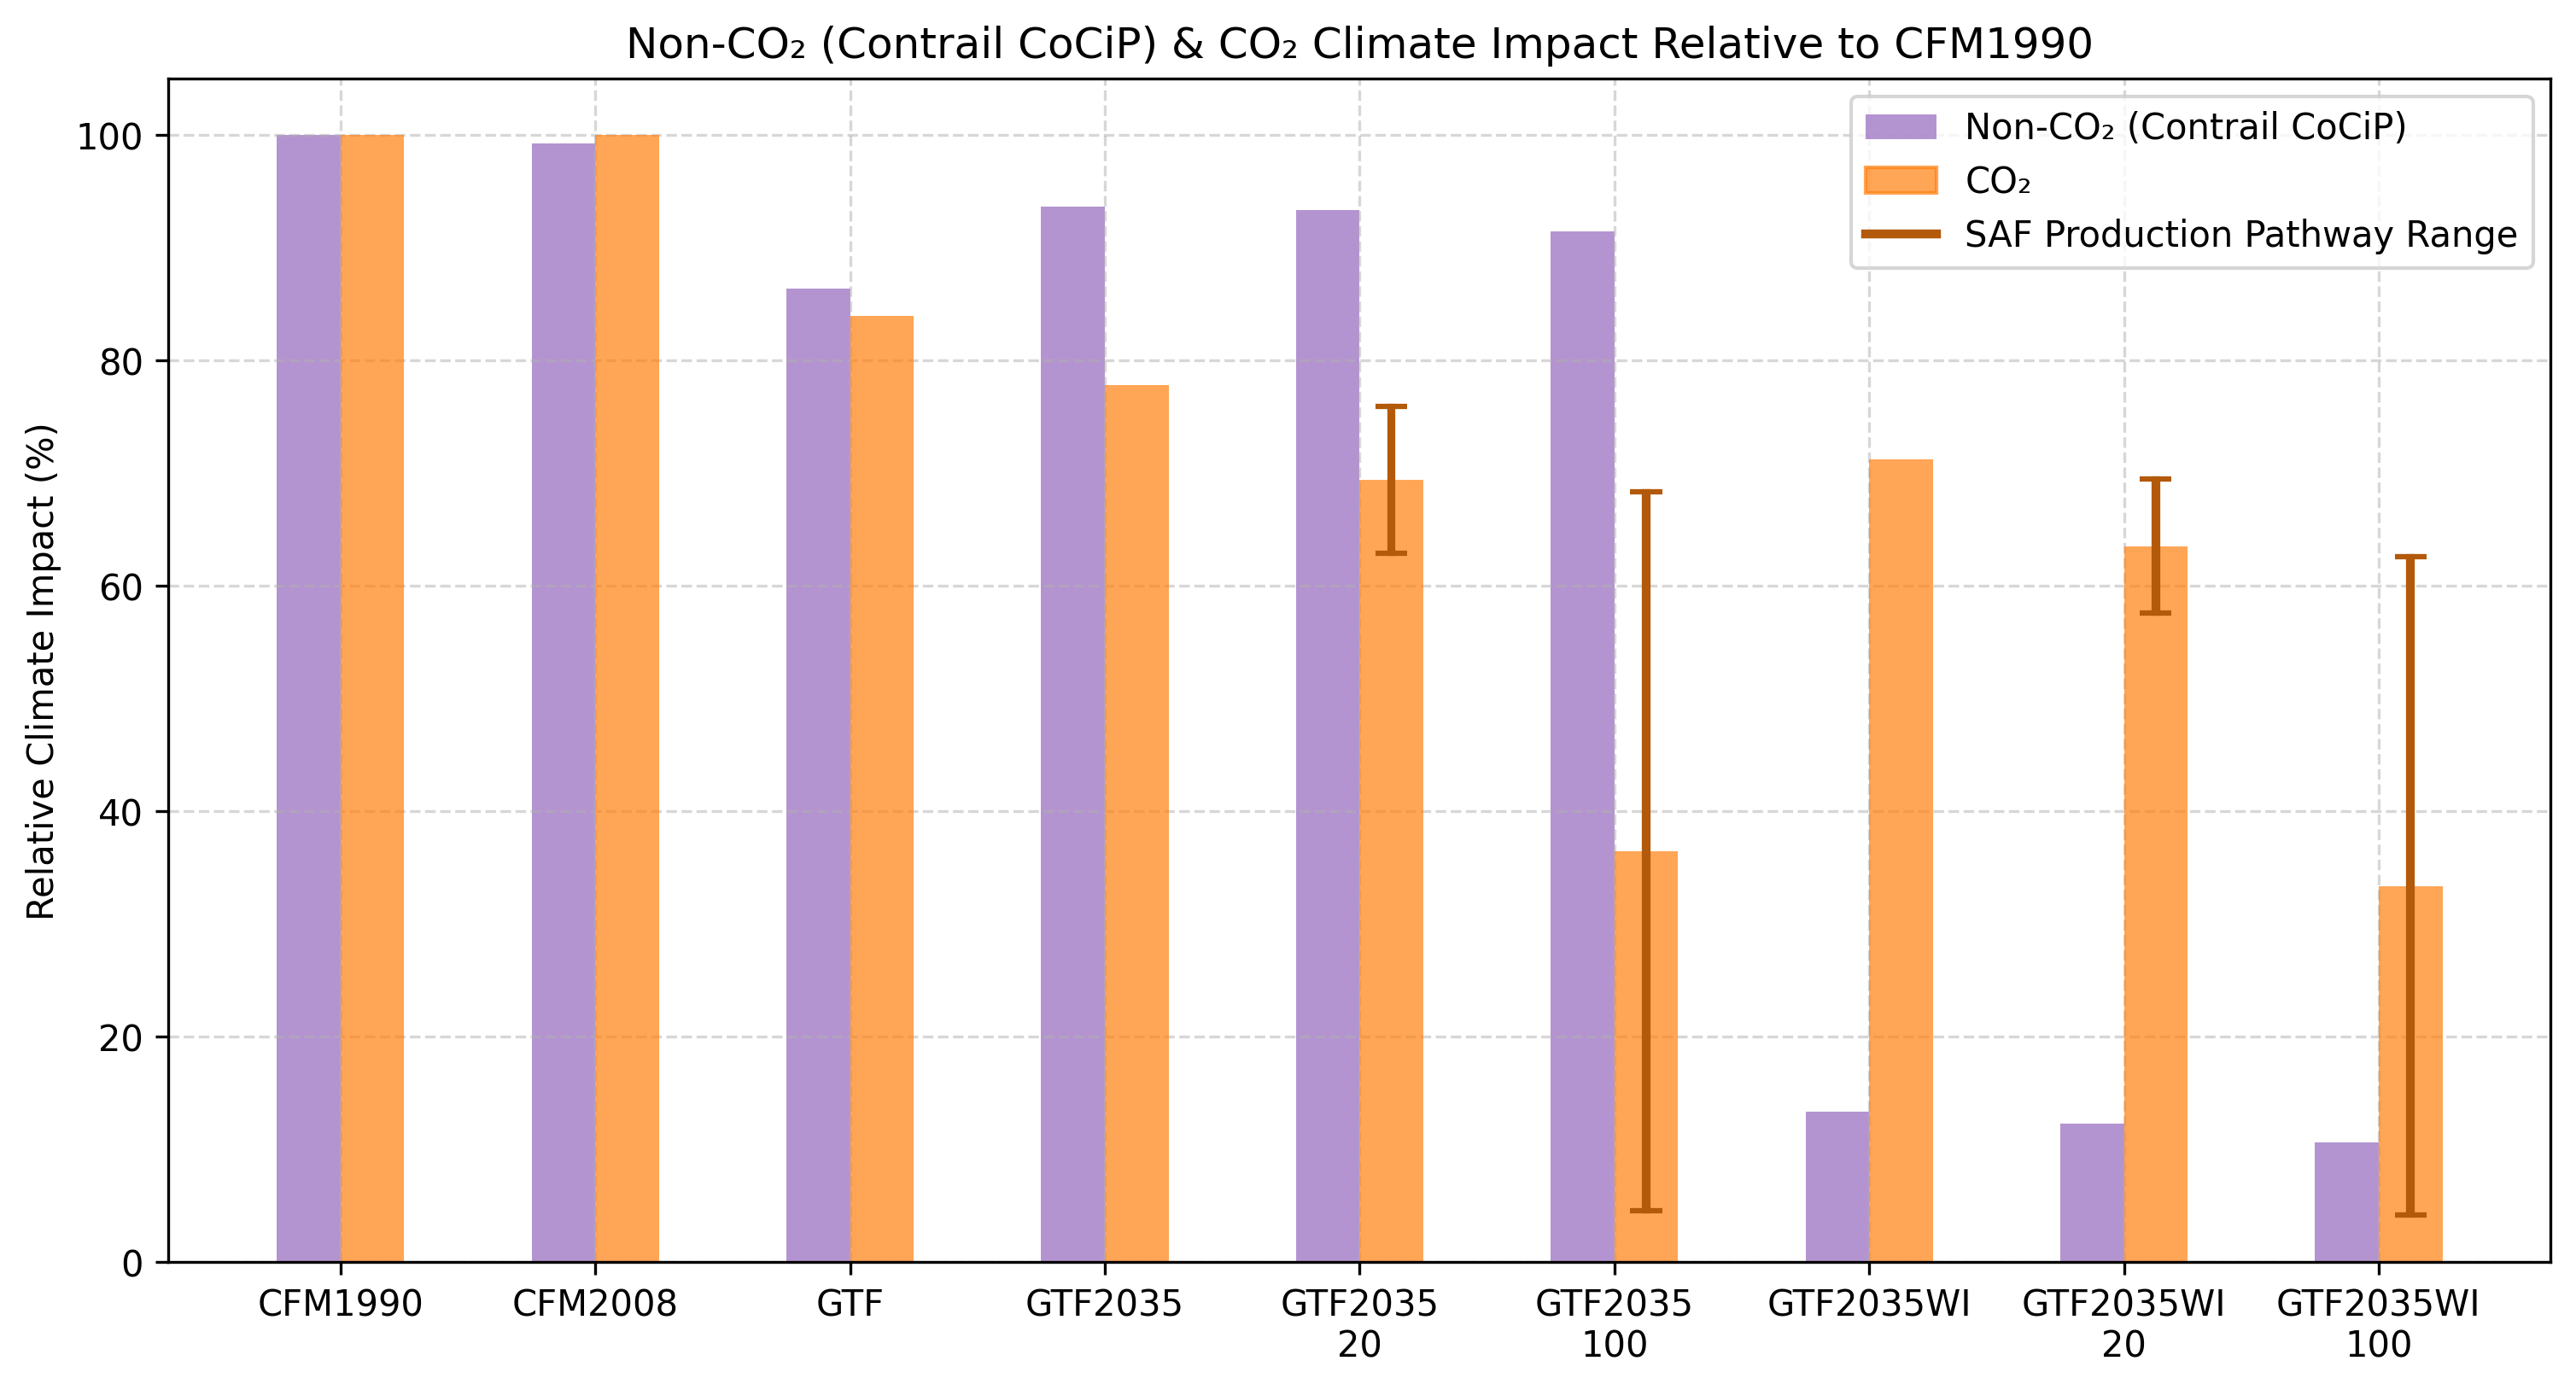 Non-CO₂ (Contrail CoCiP) & CO₂ Climate Impact Relative to CFM1990
Non-CO₂ (Contrail CoCiP)
CO₂
SAF Production Pathway Range
Relative Climate Impact (%)
100
80
60
40
20
0
CFM1990 CFM2008 GTF GTF2035 GTF2035 GTF2035 GTF2035WI GTF2035WI GTF2035WI
20 100 20 100